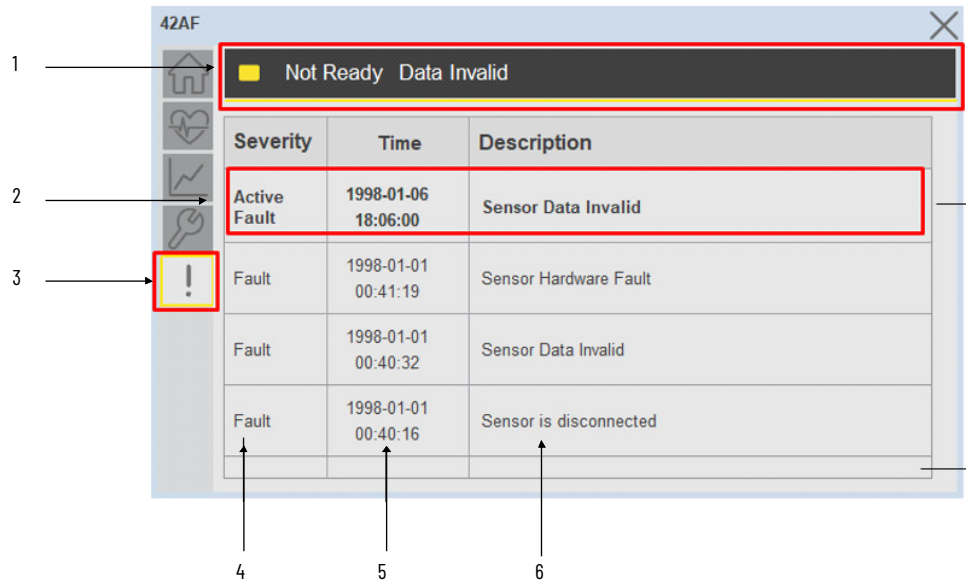 42AF
1
Not Ready Data Invalid
Severity Time Description
2
Active
Fault
1998-01-06
18:06:00
Sensor Data Invalid
3
!
Fault
1998-01-01
00:41:19
Sensor Hardware Fault
Fault
1998-01-01
00:40:32
Sensor Data Invalid
Fault
1998-01-01
00:40:16
Sensor is disconnected
4 5 6